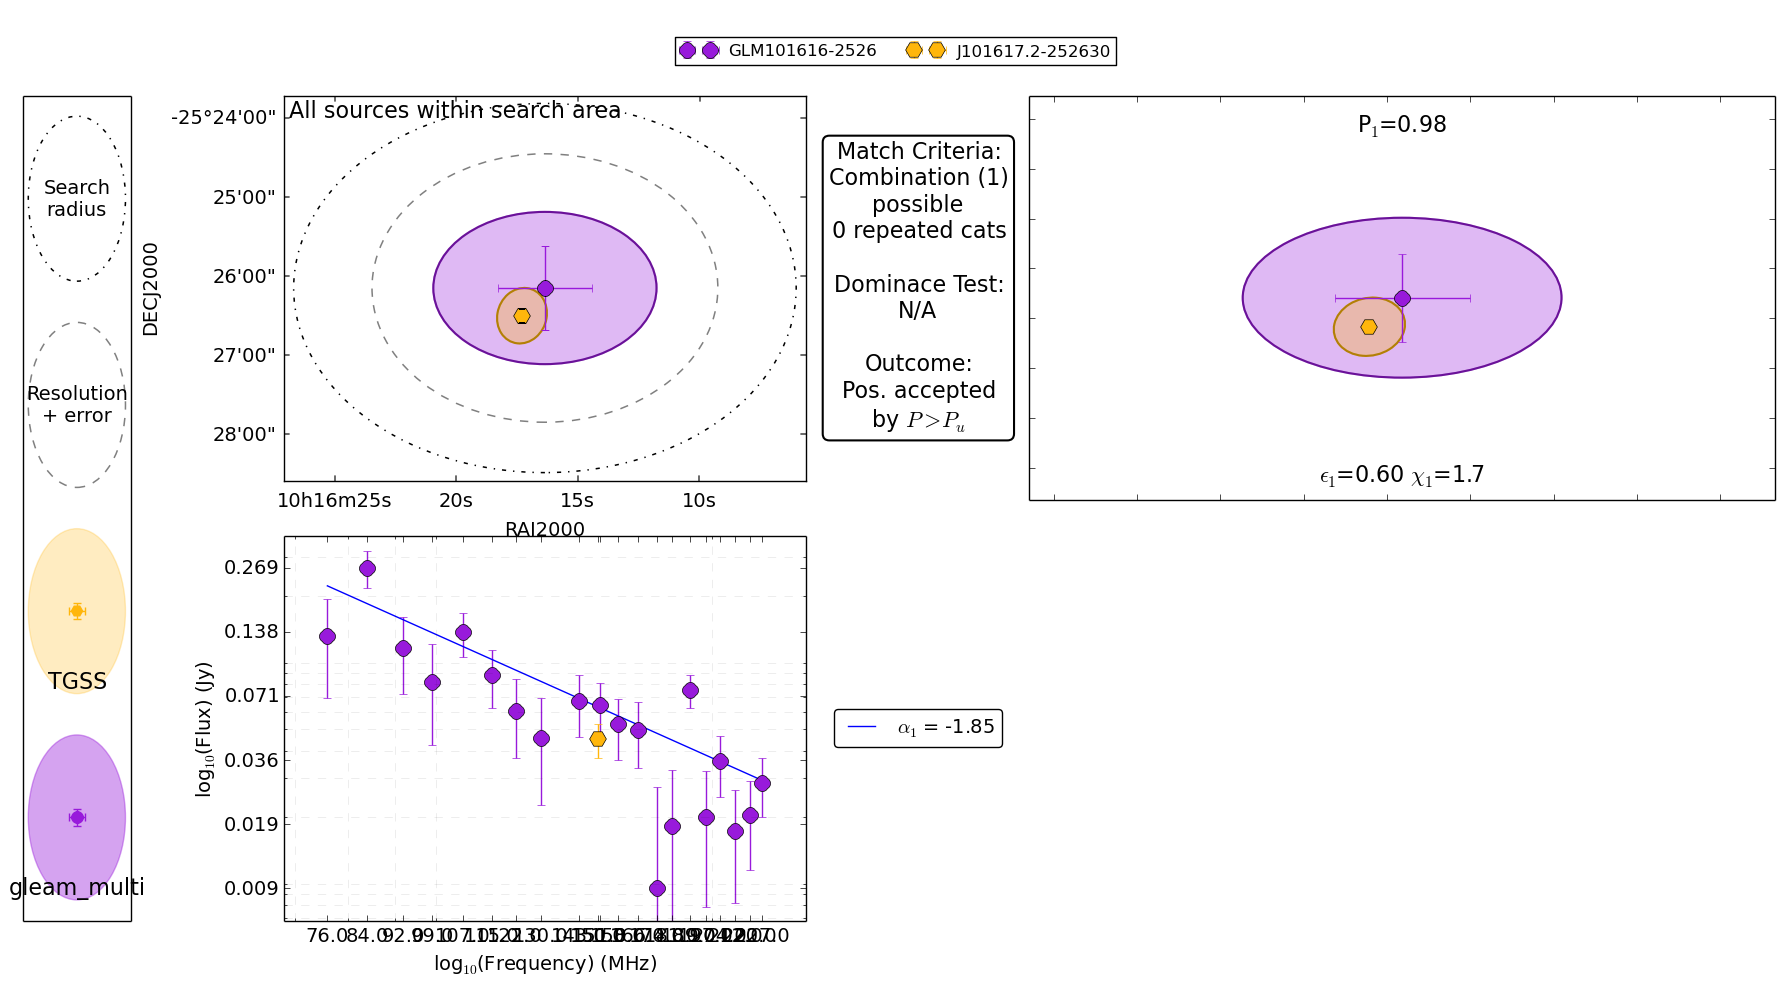 GLM101616-2526 J101617.2-252630
All sources within search area
-25°24'00"
25'00"
26'00"
27'00"
28'00"
DECJ2000
10h16m25s 20s 15s 10s
RAJ2000
Search
radius
Resolution
+ error
TGSS
gleam_multi
Match Criteria:
Combination (1)
possible
0 repeated cats
Dominace Test:
N/A
Outcome:
Pos. accepted
by P>Pu
P1=0.98
ϵ1=0.60 χ1=1.7
0.269
0.138
0.071
0.036
0.019
0.009
log10(Flux) (Jy)
76.0 84.0 92.0 99.0
log10(Frequency) (MHz)
α1 = -1.85